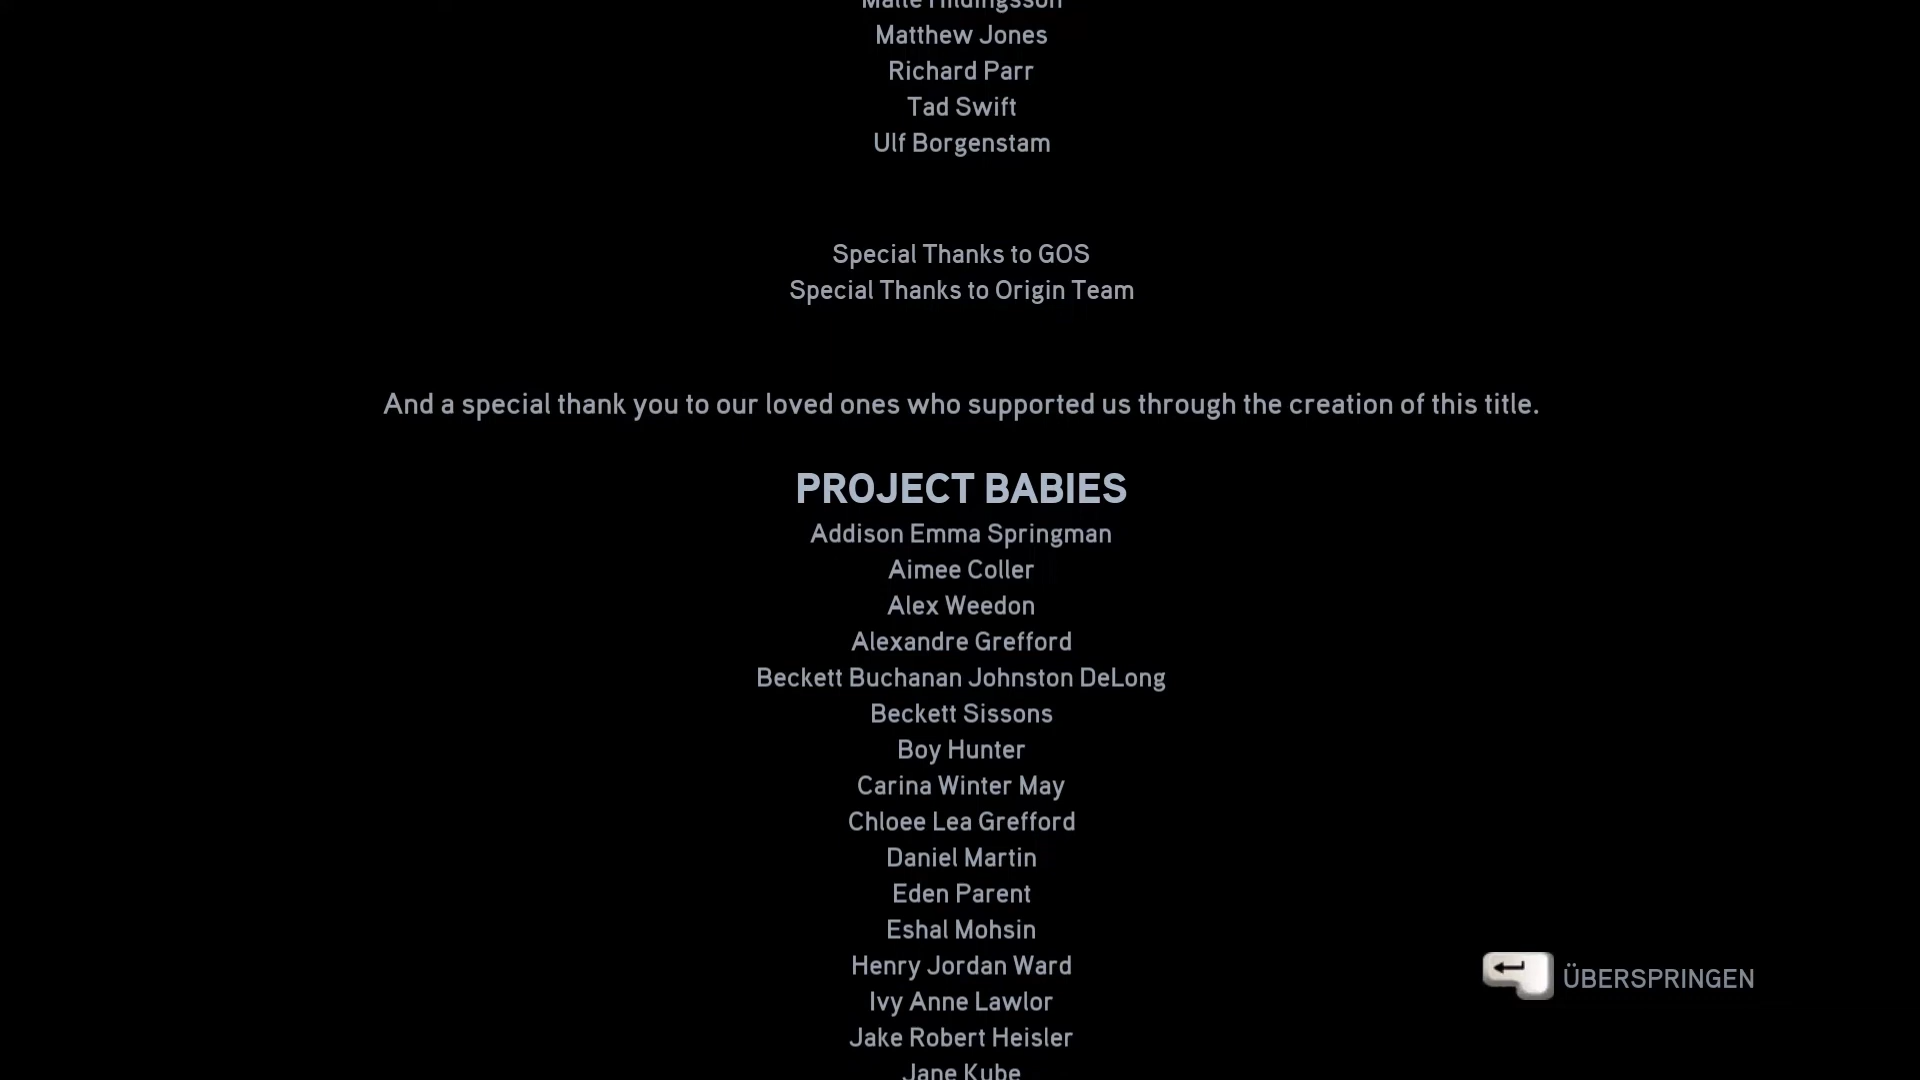 Malte Hildingsson
Matthew Jones
Richard Parr
Tad Swift
Ulf Borgenstam
Special Thanks to GOS
Special Thanks to Origin Team
And a special thank you to our loved ones who supported us through the creation of this title.
PROJECT BABIES
Addison Emma Springman
Aimee Coller
Alex Weedon
Alexandre Grefford
Beckett Buchanan Johnston DeLong
Beckett Sissons
Boy Hunter
Carina Winter May
Chloee Lea Grefford
Daniel Martin
Eden Parent
Eshal Mohsin
Henry Jordan Ward
Ivy Anne Lawlor
Jake Robert Heisler
Jane Kube
ÜBERSPRINGEN